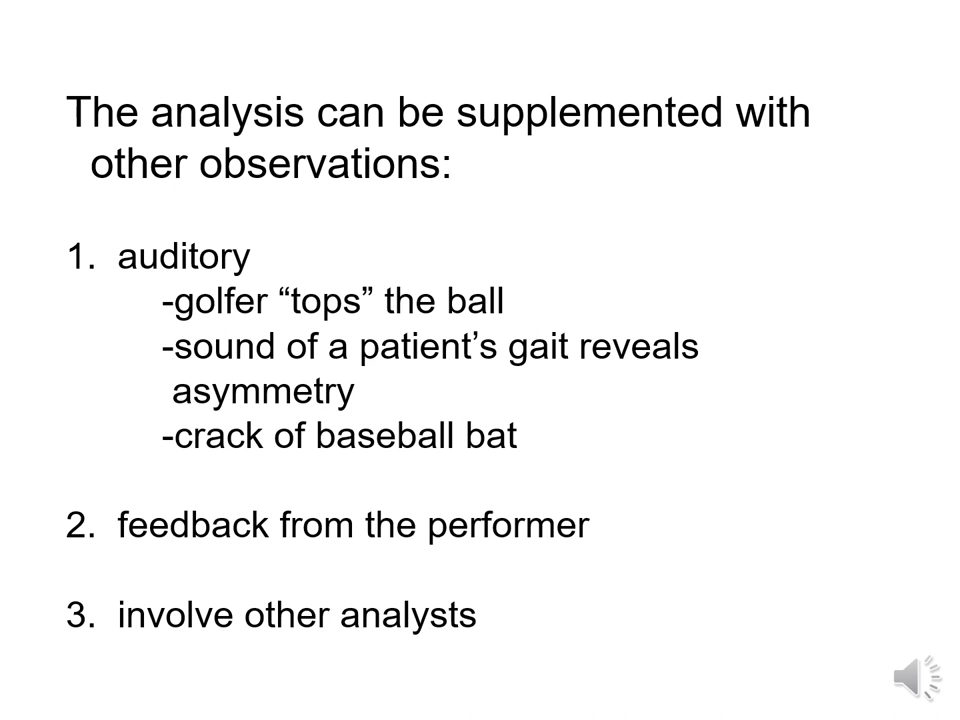 The analysis can be supplemented with
other observations:
1. auditory
-golfer “tops” the ball
-sound of a patient’s gait reveals
asymmetry
-crack of baseball bat
2. feedback from the performer
3. involve other analysts